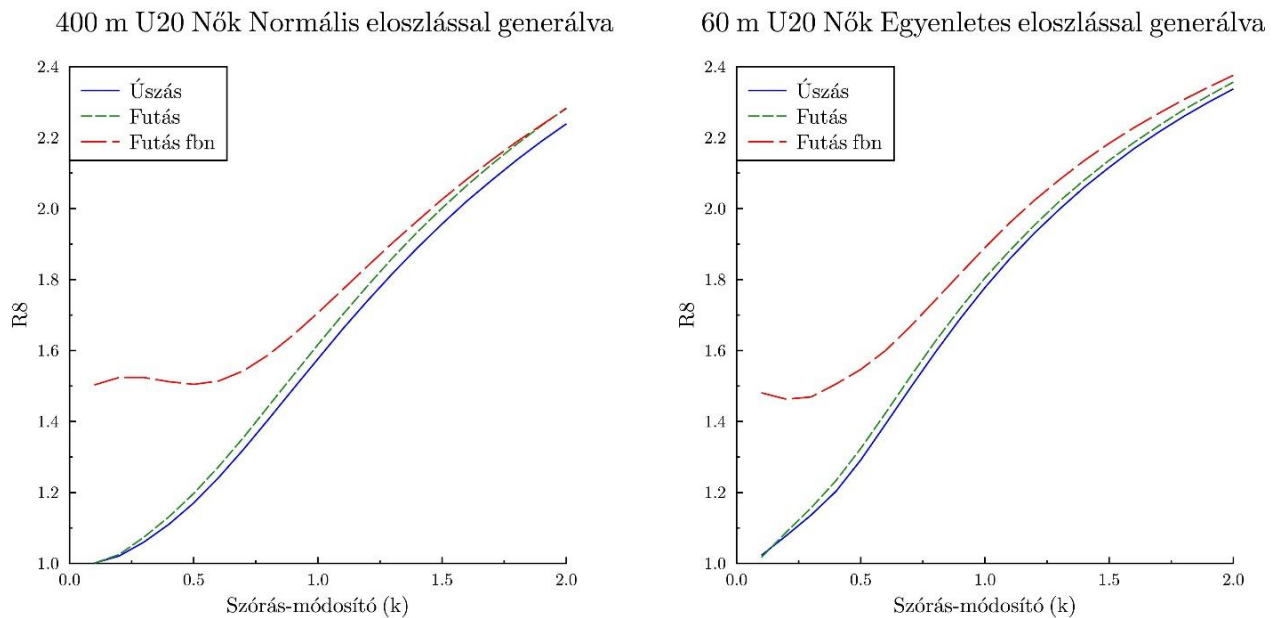 400 m U20 Nők Normális eloszlással generálva
2.4
Úszás
Futás
Futás fbn
2.2
2.0
1.8
R8
1.6
1.4
1.2
1.0
0.0 0.5 1.0 1.5 2.0
Szórás-módosító (k)
60 m U20 Nők Egyenletes eloszlással generálva
2.4
Úszás
Futás
Futás fbn
2.2
2.0
1.8
R8
1.6
1.4
1.2
1.0
0.0 0.5 1.0 1.5 2.0
Szórás-módosító (k)